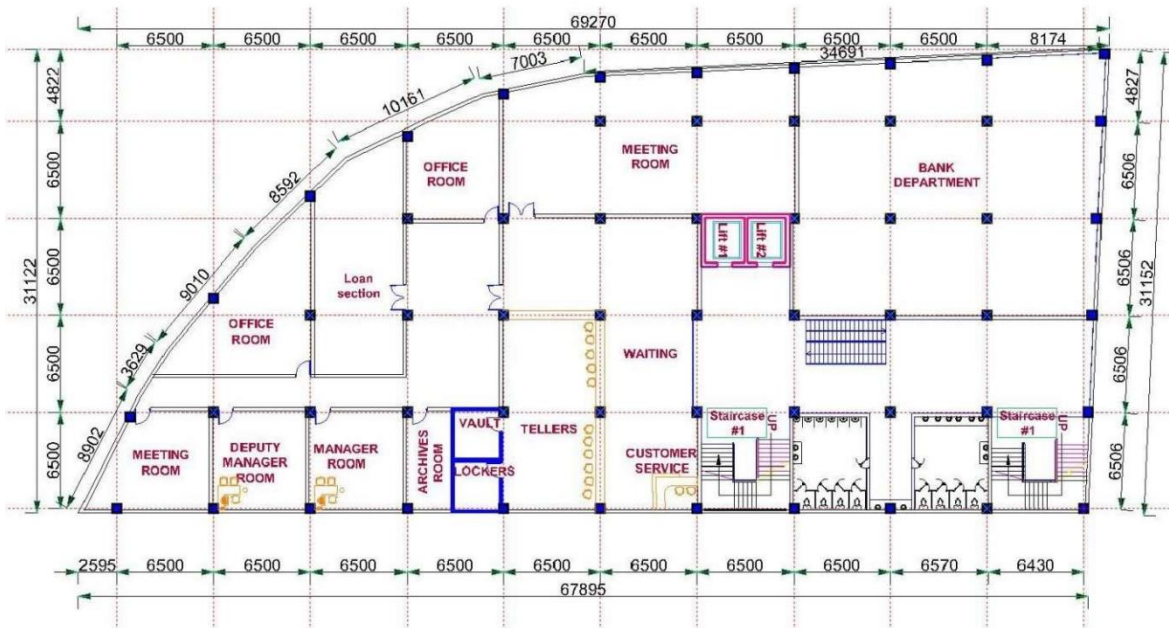 69270
6500 6500 6500 6500 6500 6500 6500 6500 6500 8174
7003
34691
10161
4822
4827
8592
OFFICE
ROOM
MEETING
ROOM
BANK
DEPARTMENT
6500
6506
9010
Lift #1
Lift #2
31122
6500
Loan
section
6506
31152
3629
OFFICE
ROOM
WAITING
6500
6506
8902
MEETING
ROOM
DEPUTY
MANAGER
ROOM
MANAGER
ROOM
ARCHIVES
ROOM
VAULT
LOCKERS
TELLERS
CUSTOMER
SERVICE
Staircase
#1
UP
Staircase
#1
UP
6500
6506
2595 6500 6500 6500 6500 6500 6500 6500 6500 6570 6430
67895